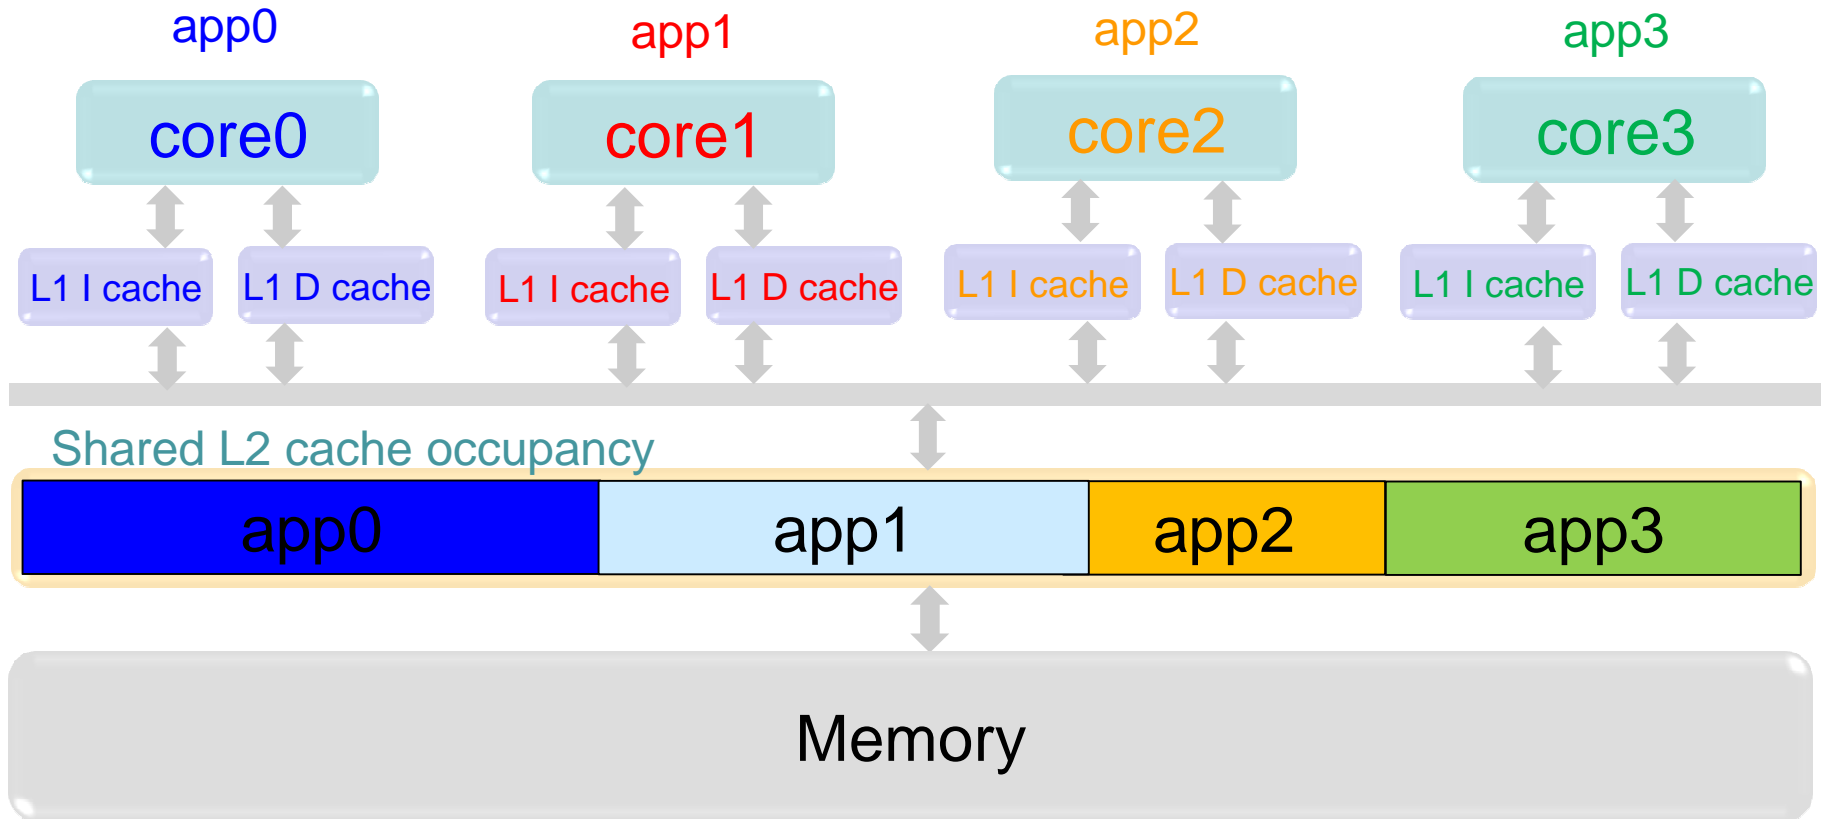 app0 app1 app2 app3
core0 core1 core2 core3
L1 I cache L1 D cache L1 I cache L1 D cache L1 I cache L1 D cache L1 I cache L1 D cache
Shared L2 cache occupancy
app0 app1 app2 app3
Memory